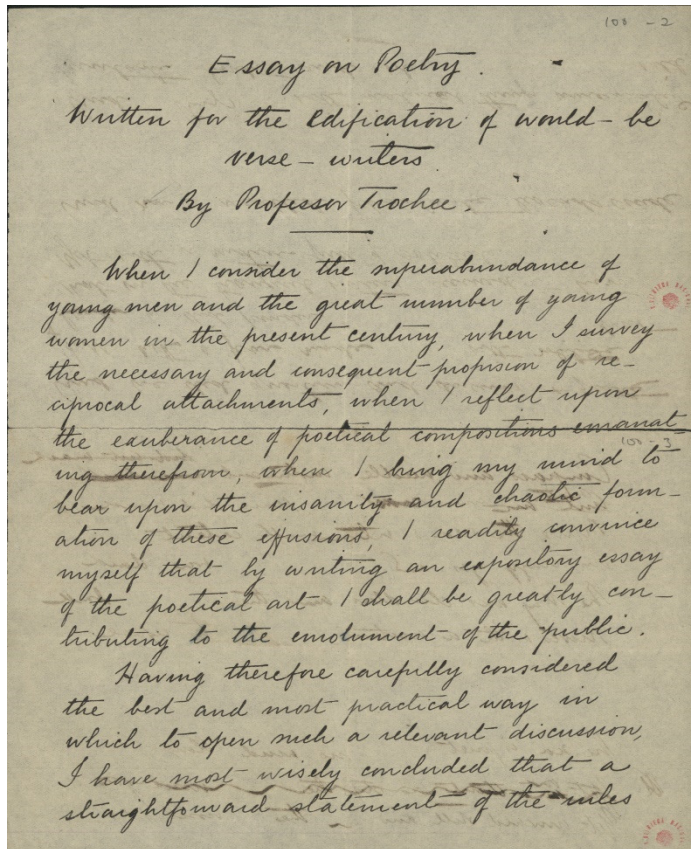 100 - 2
Essay on Poetry.
Written for the edification of would-be
verse-writers
By Professor Trochee.
When I consider the superabundance of
young men and the great number of young
women in the present century, when I survey
the necessary and consequent profusion of re-
ciprocal attachments, when I reflect upon
the exuberance of poetical compositions emanat-
100 - 3
ing therefrom, when I bring my mind to
bear upon the insanity and chaotic form-
ation of these effusions, I readily convince
myself that by writing an expository essay
of the poetical art I shall be greatly con-
tributing to the emolument of the public.
Having therefore carefully considered
the best and most practical way in
which to open such a relevant discussion,
I have most wisely concluded that a
straightforward statement of the rules